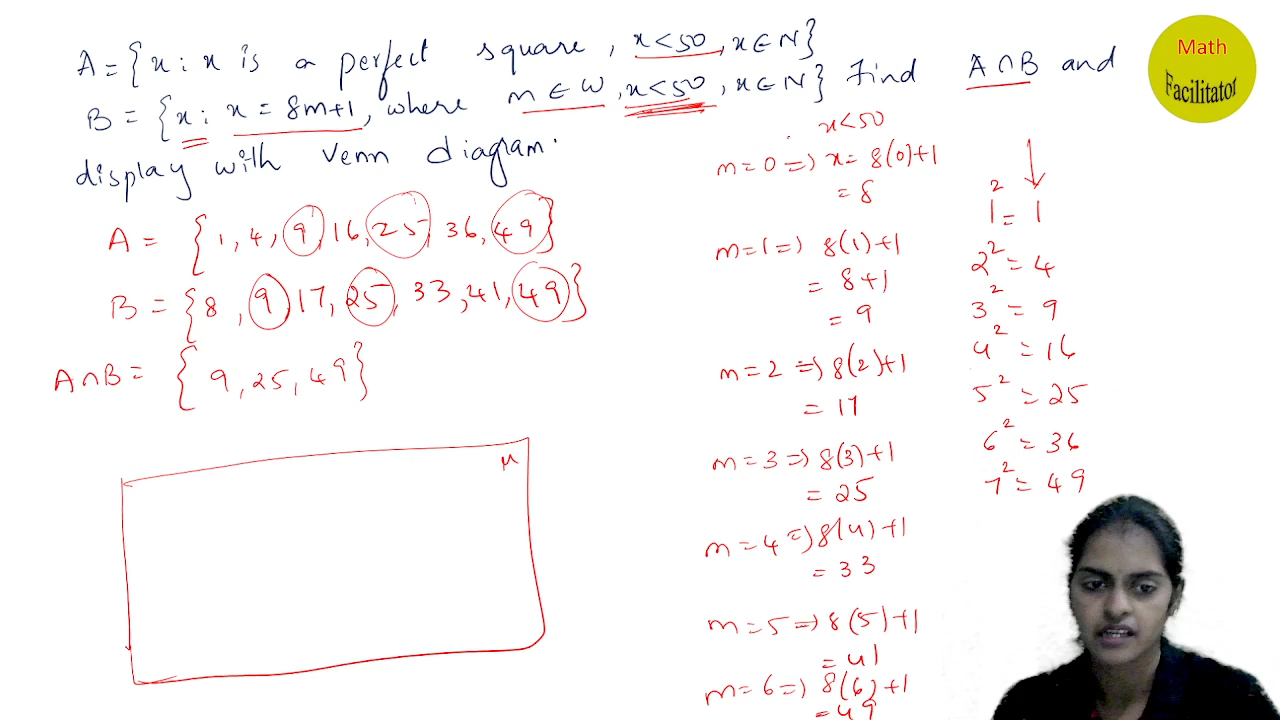 A = {x : x is a perfect square, x<50, x∈N}
B = {x : x = 8m+1, where m∈W, x<50, x∈N} Find A∩B and
display with Venn diagram.
Math
Facilitator
A = {1, 4, 9, 16, 25, 36, 49}
B = {8, 9, 17, 25, 33, 41, 49}
A∩B = {9, 25, 49}
μ
x<50
m=0 => x= 8(0)+1
= 8
m=1 => 8(1)+1
= 8+1
= 9
m=2 => 8(2)+1
= 17
m=3 => 8(3)+1
= 25
m=4 => 8(4)+1
= 33
m=5 => 8(5)+1
= 41
m=6 => 8(6)+1
= 49
1² = 1
2² = 4
3² = 9
4² = 16
5² = 25
6² = 36
7² = 49